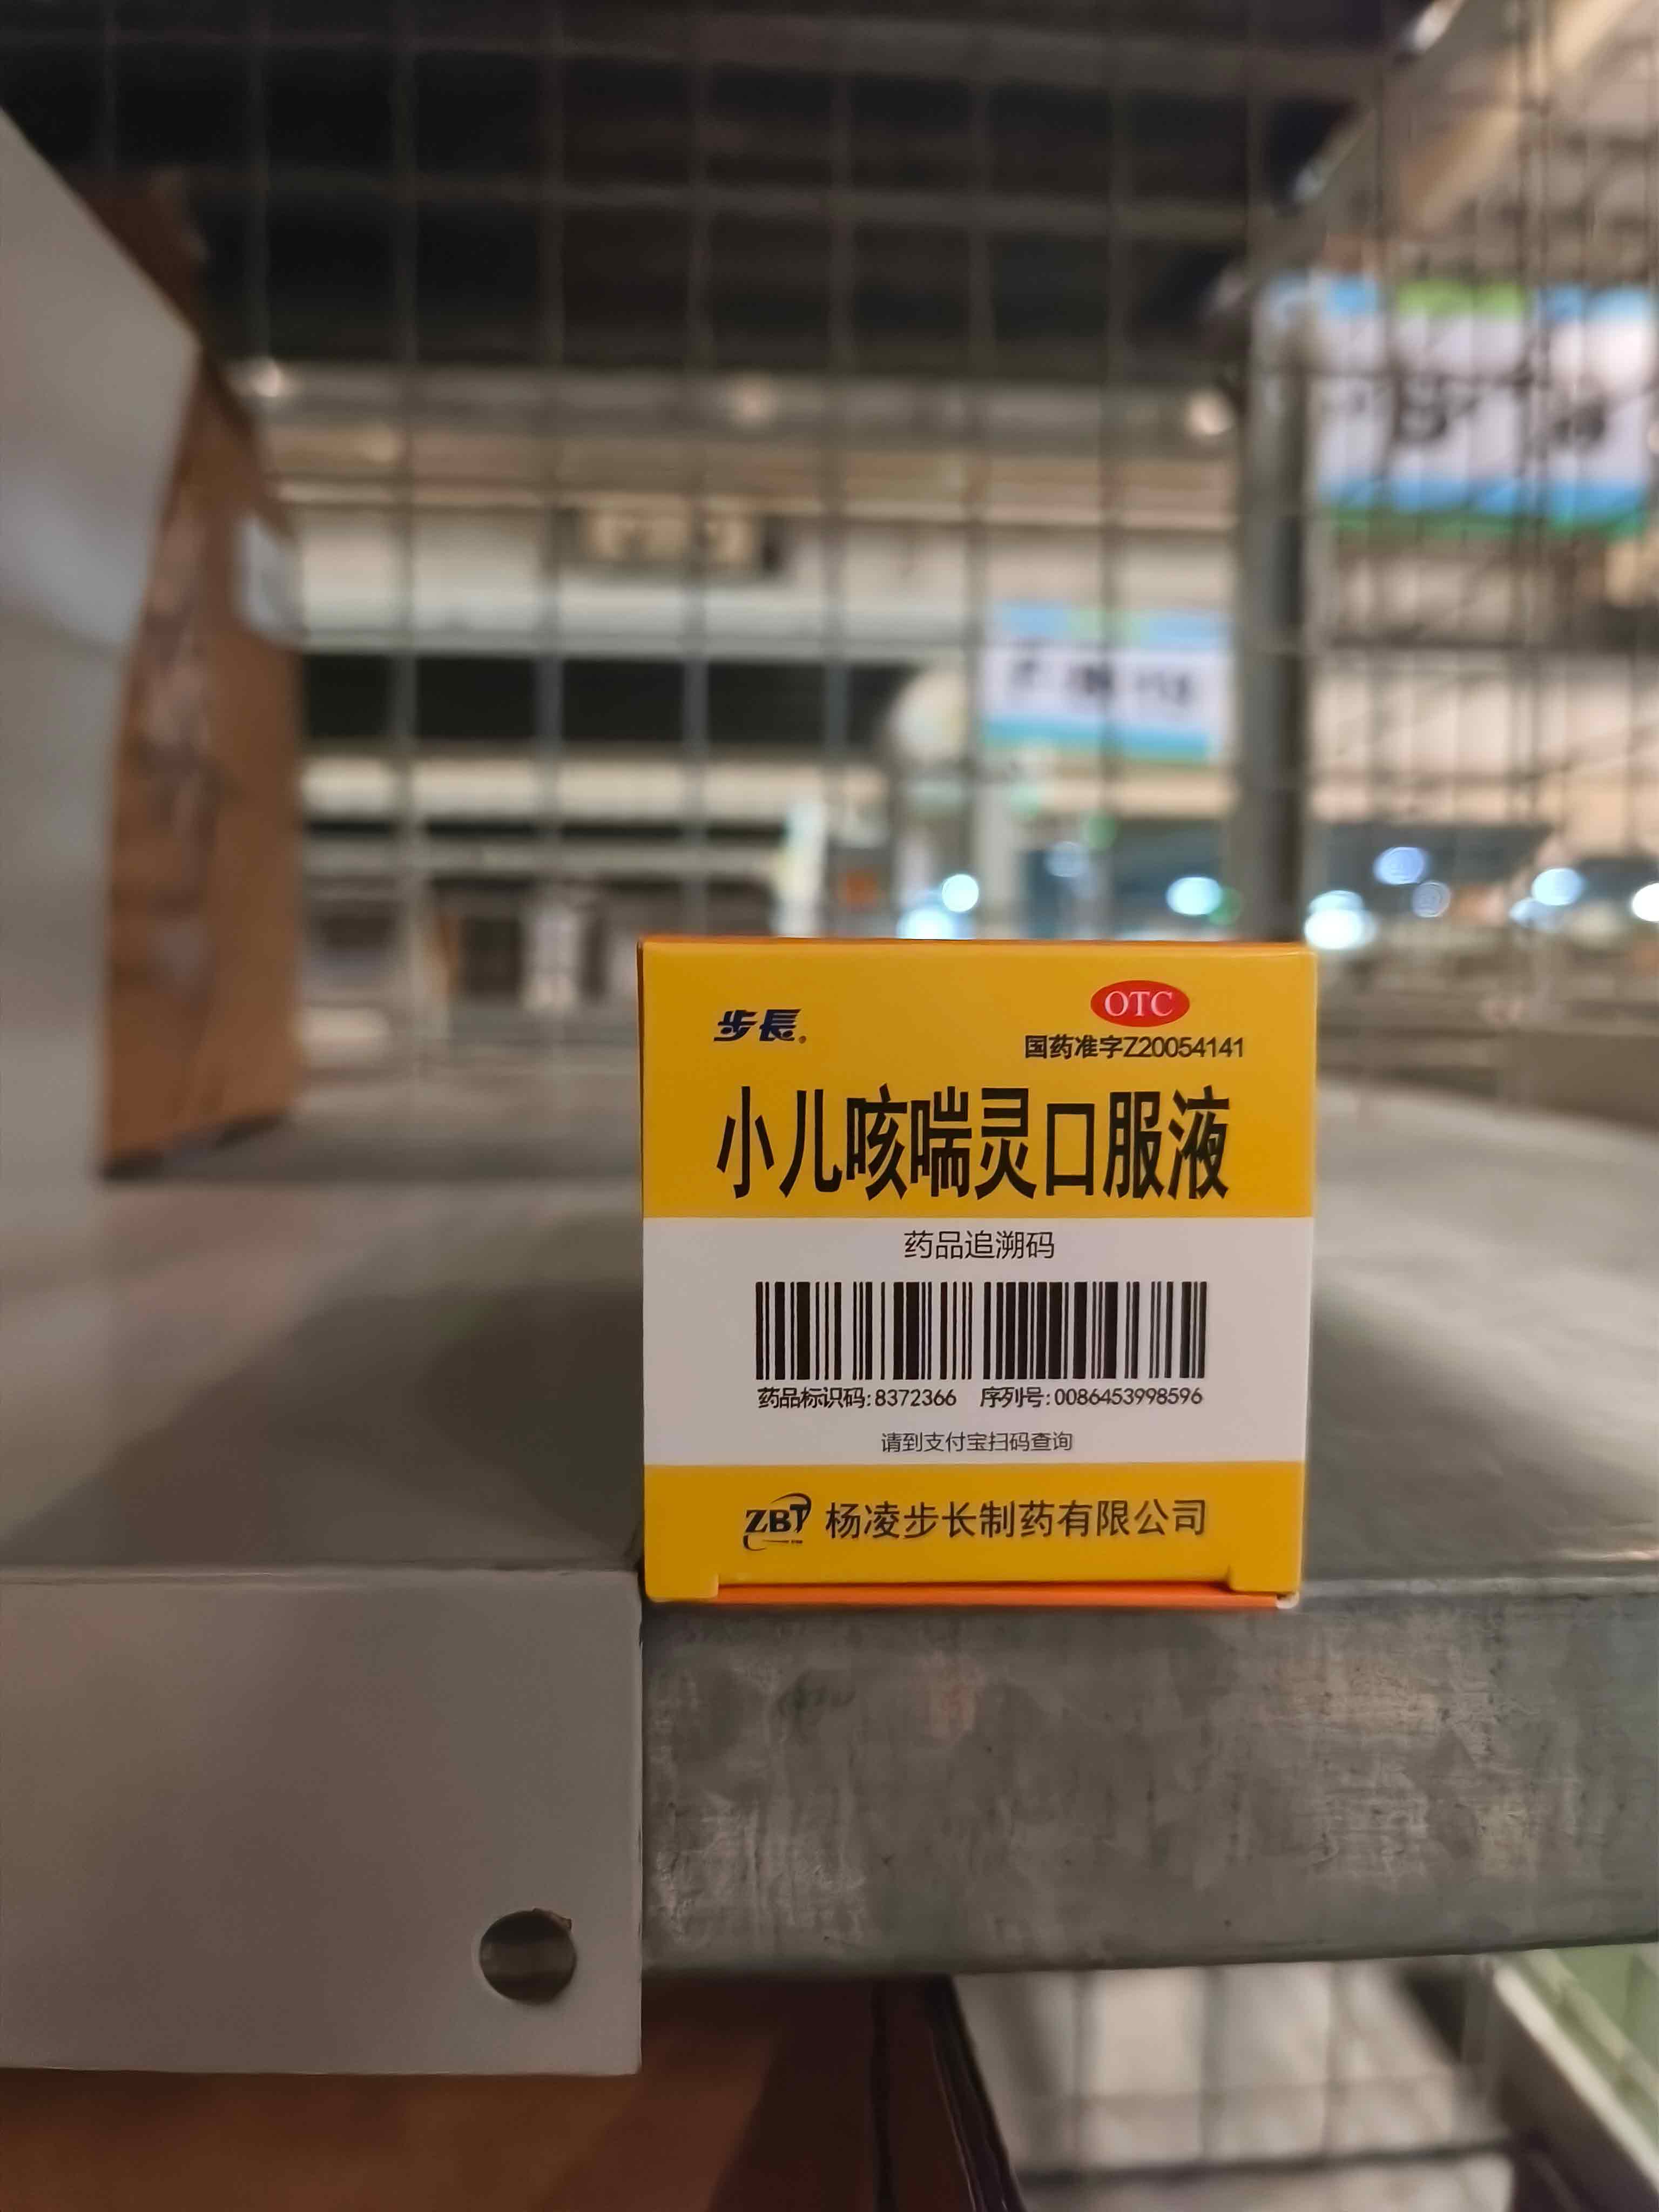 步長®
OTC
国药准字Z20054141
小儿咳喘灵口服液
药品追溯码
药品标识码:8372366 序列号:0086453998596
请到支付宝扫码查询
ZBT 杨凌步长制药有限公司